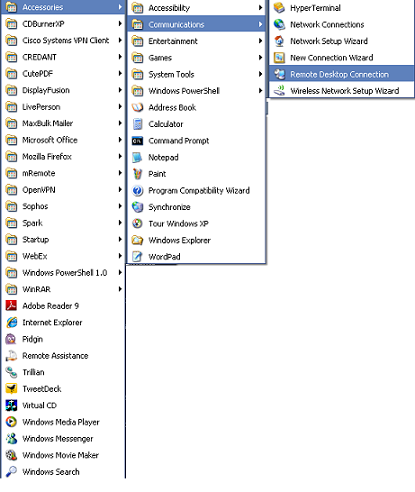 Accessories
CDBurnerXP
Cisco Systems VPN Client
CREDANT
CutePDF
DisplayFusion
LivePerson
MaxBulk Mailer
Microsoft Office
Mozilla Firefox
mRemote
OpenVPN
Sophos
Spark
Startup
WebEx
Windows PowerShell 1.0
WinRAR
Adobe Reader 9
Internet Explorer
Pidgin
Remote Assistance
Trillian
TweetDeck
Virtual CD
Windows Media Player
Windows Messenger
Windows Movie Maker
Windows Search
Accessibility
Communications
Entertainment
Games
System Tools
Windows PowerShell
Address Book
Calculator
Command Prompt
Notepad
Paint
Program Compatibility Wizard
Synchronize
Tour Windows XP
Windows Explorer
WordPad
HyperTerminal
Network Connections
Network Setup Wizard
New Connection Wizard
Remote Desktop Connection
Wireless Network Setup Wizard